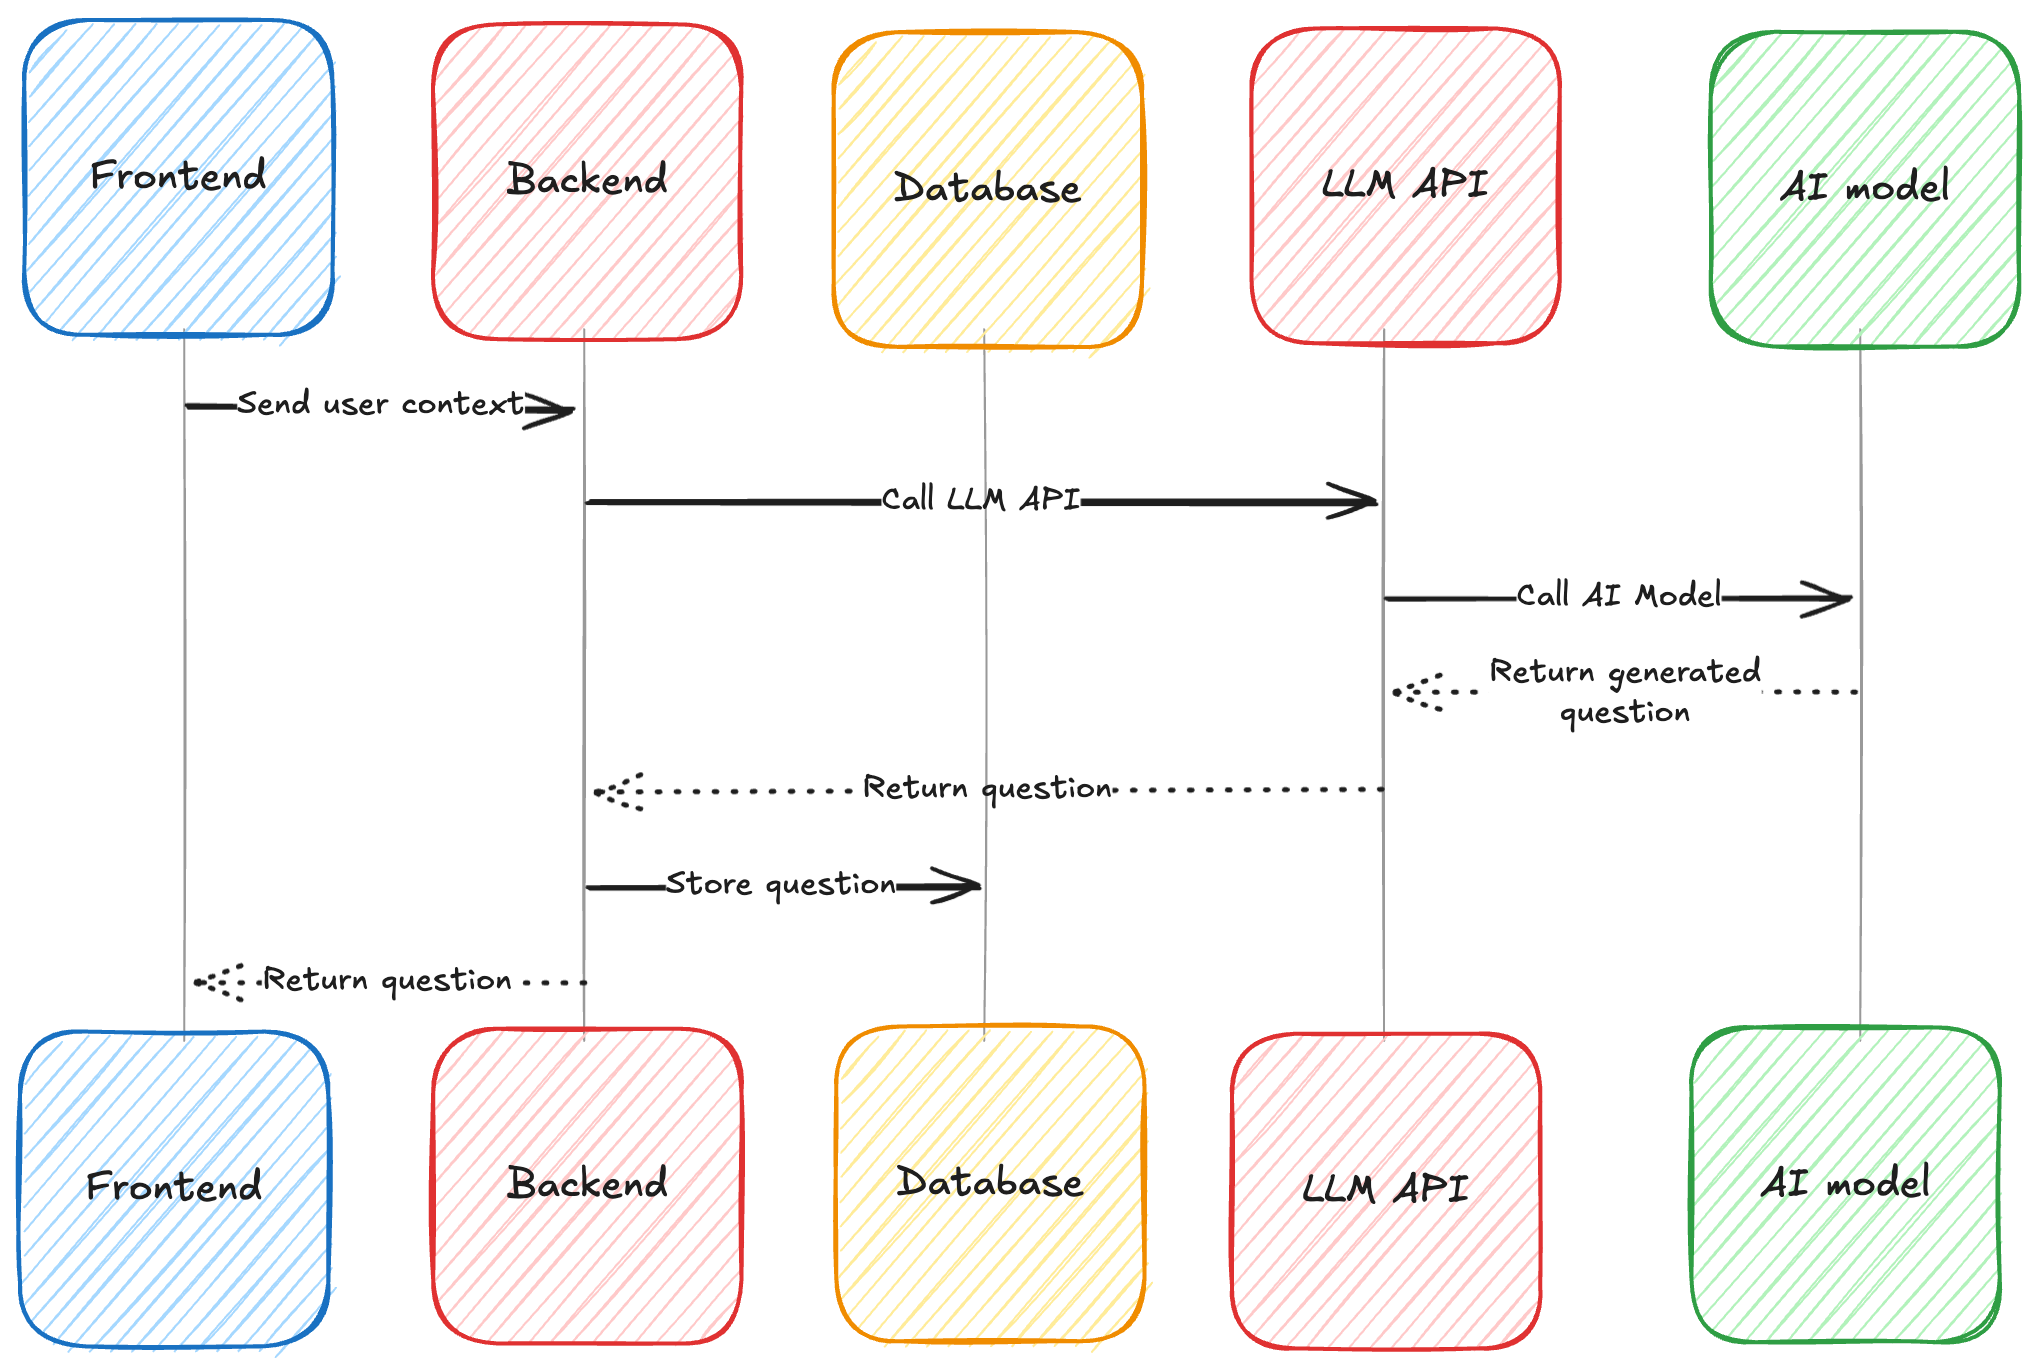 Frontend
Backend
Database
LLM API
AI model
Send user context
Call LLM API
Call AI Model
Return generated
question
Return question
Store question
Return question
Frontend
Backend
Database
LLM API
AI model